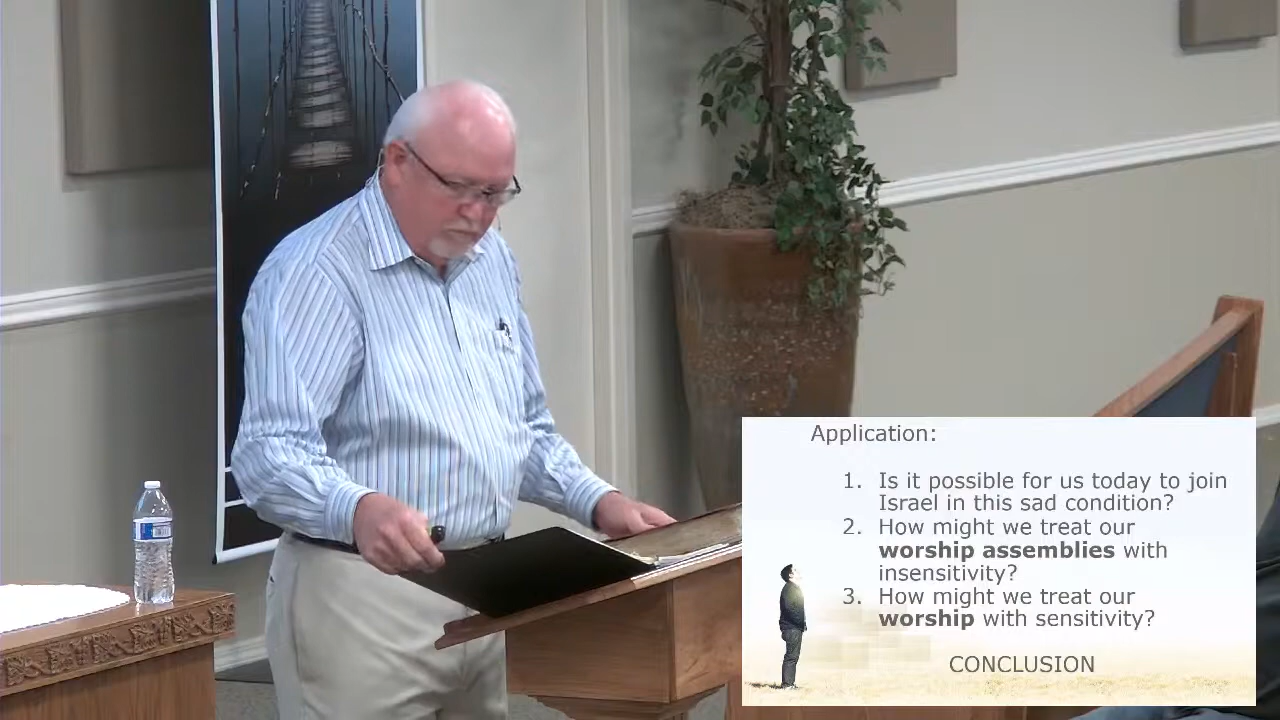 Application:
1. Is it possible for us today to join
Israel in this sad condition?
2. How might we treat our
worship assemblies with
insensitivity?
3. How might we treat our
worship with sensitivity?
CONCLUSION